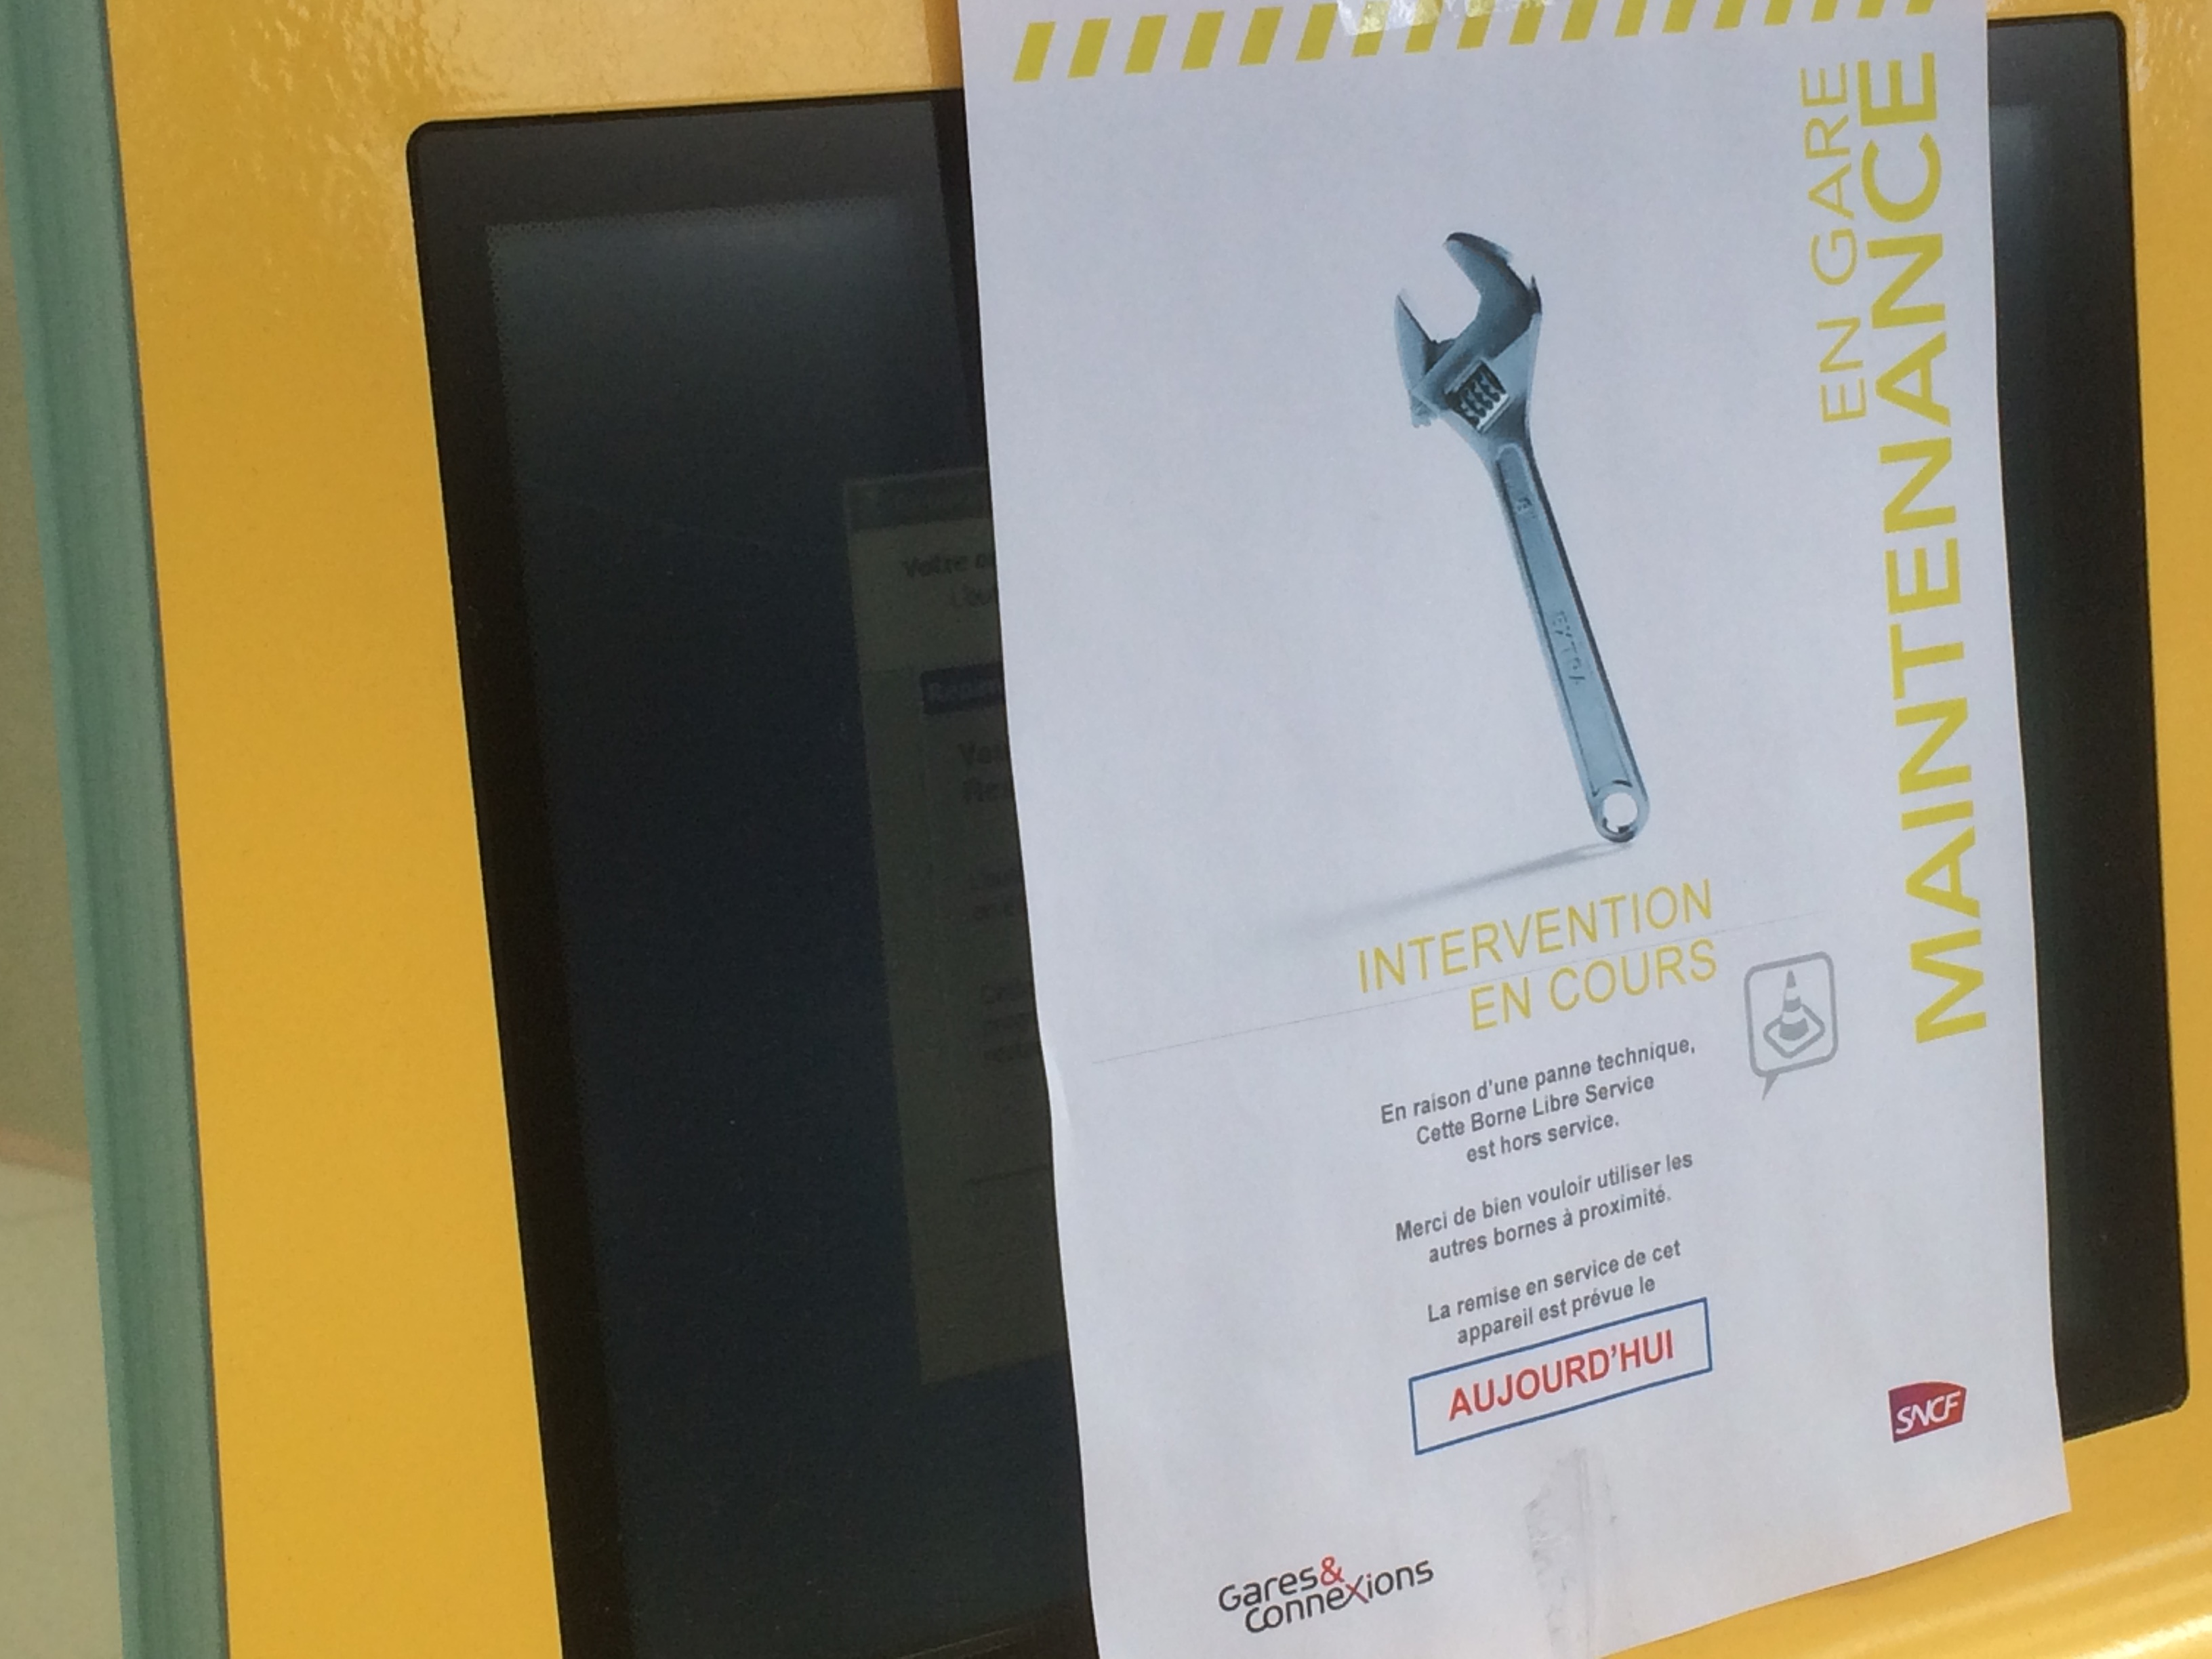 EN GARE
MAINTENANCE
INTERVENTION
EN COURS
En raison d'une panne technique,
Cette Borne Libre Service
est hors service.
Merci de bien vouloir utiliser les
autres bornes à proximité.
La remise en service de cet
appareil est prévue le
AUJOURD'HUI
SNCF
Gares&
conneXions